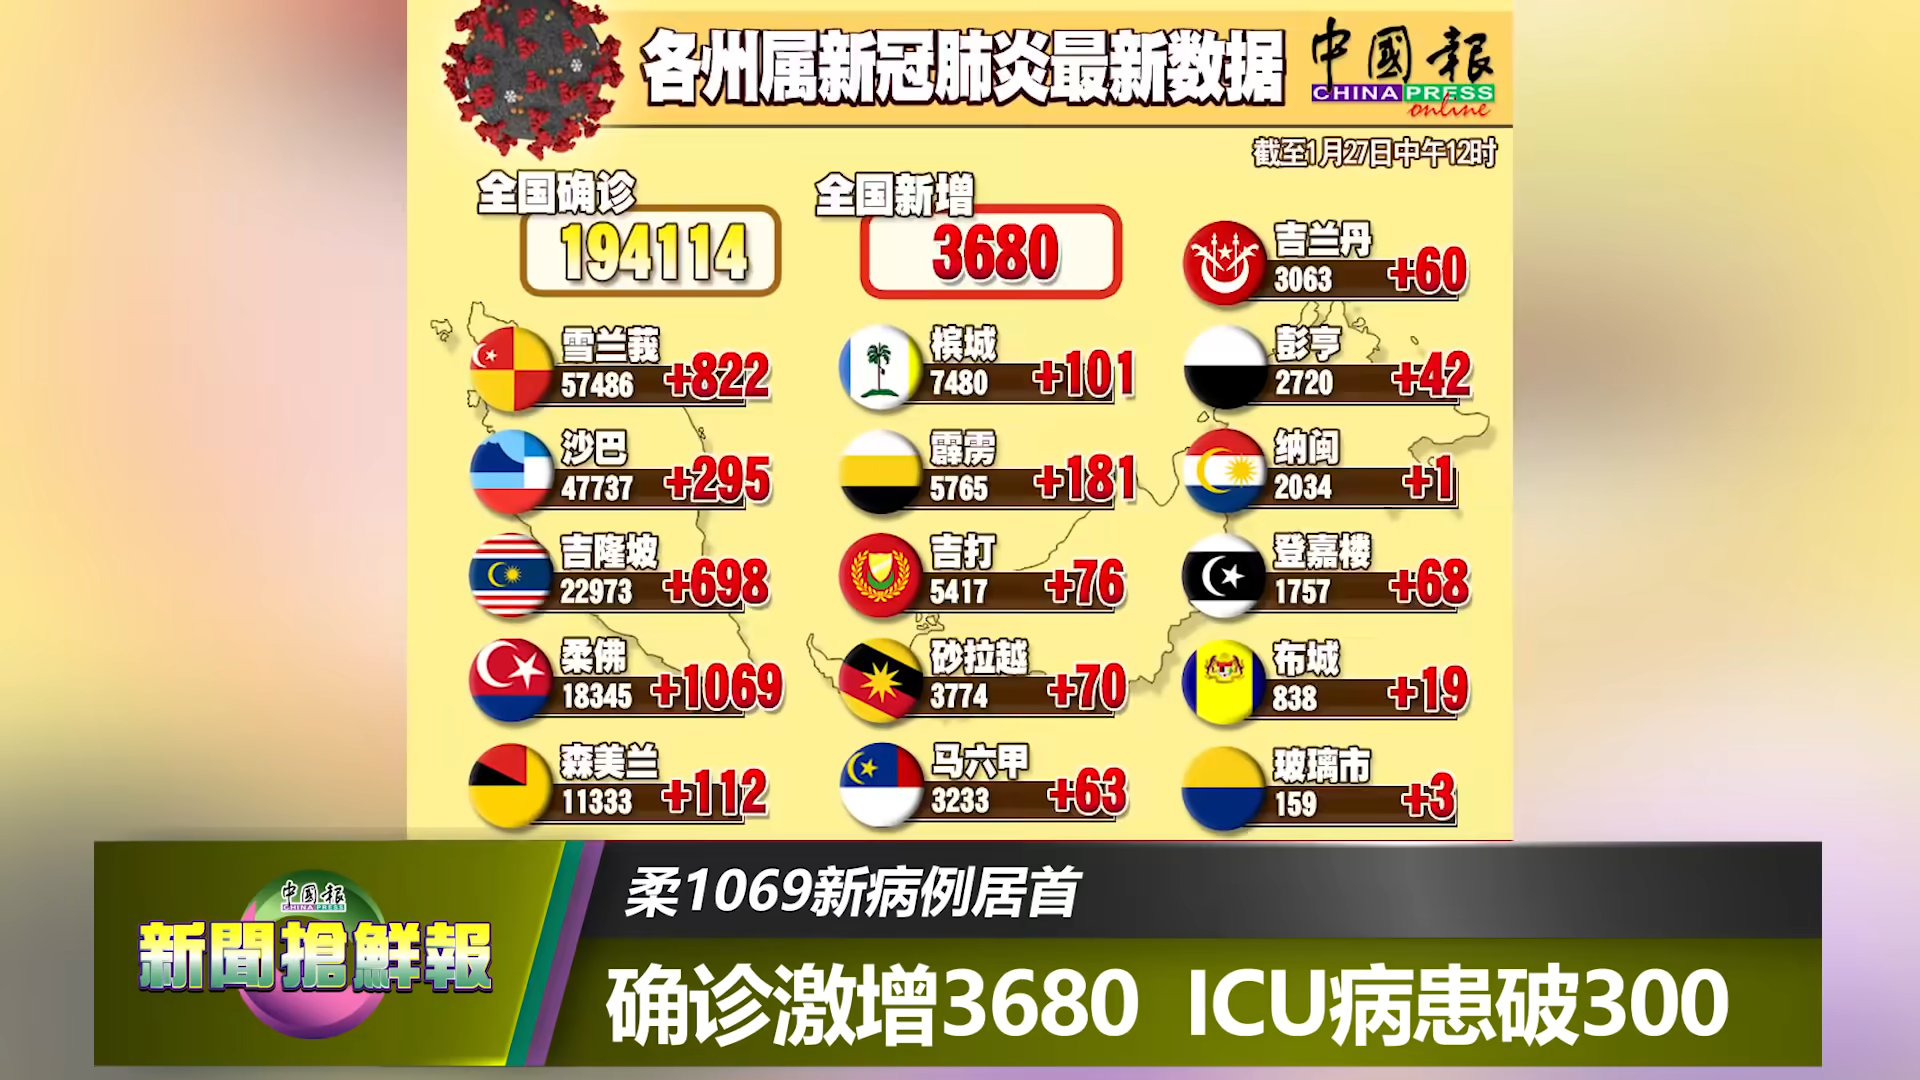 各州属新冠肺炎最新数据
中國報
CHINA PRESS
online
截至1月27日中午12时
全国确诊
194114
全国新增
3680
吉兰丹
3063 +60
雪兰莪
57486 +822
槟城
7480 +101
彭亨
2720 +42
沙巴
47737 +295
霹雳
5765 +181
纳闽
2034 +1
吉隆坡
22973 +698
吉打
5417 +76
登嘉楼
1757 +68
柔佛
18345 +1069
砂拉越
3774 +70
布城
838 +19
森美兰
11333 +112
马六甲
3233 +63
玻璃市
159 +3
中國報
CHINA PRESS
新聞搶鮮報
柔1069新病例居首
确诊激增3680 ICU病患破300